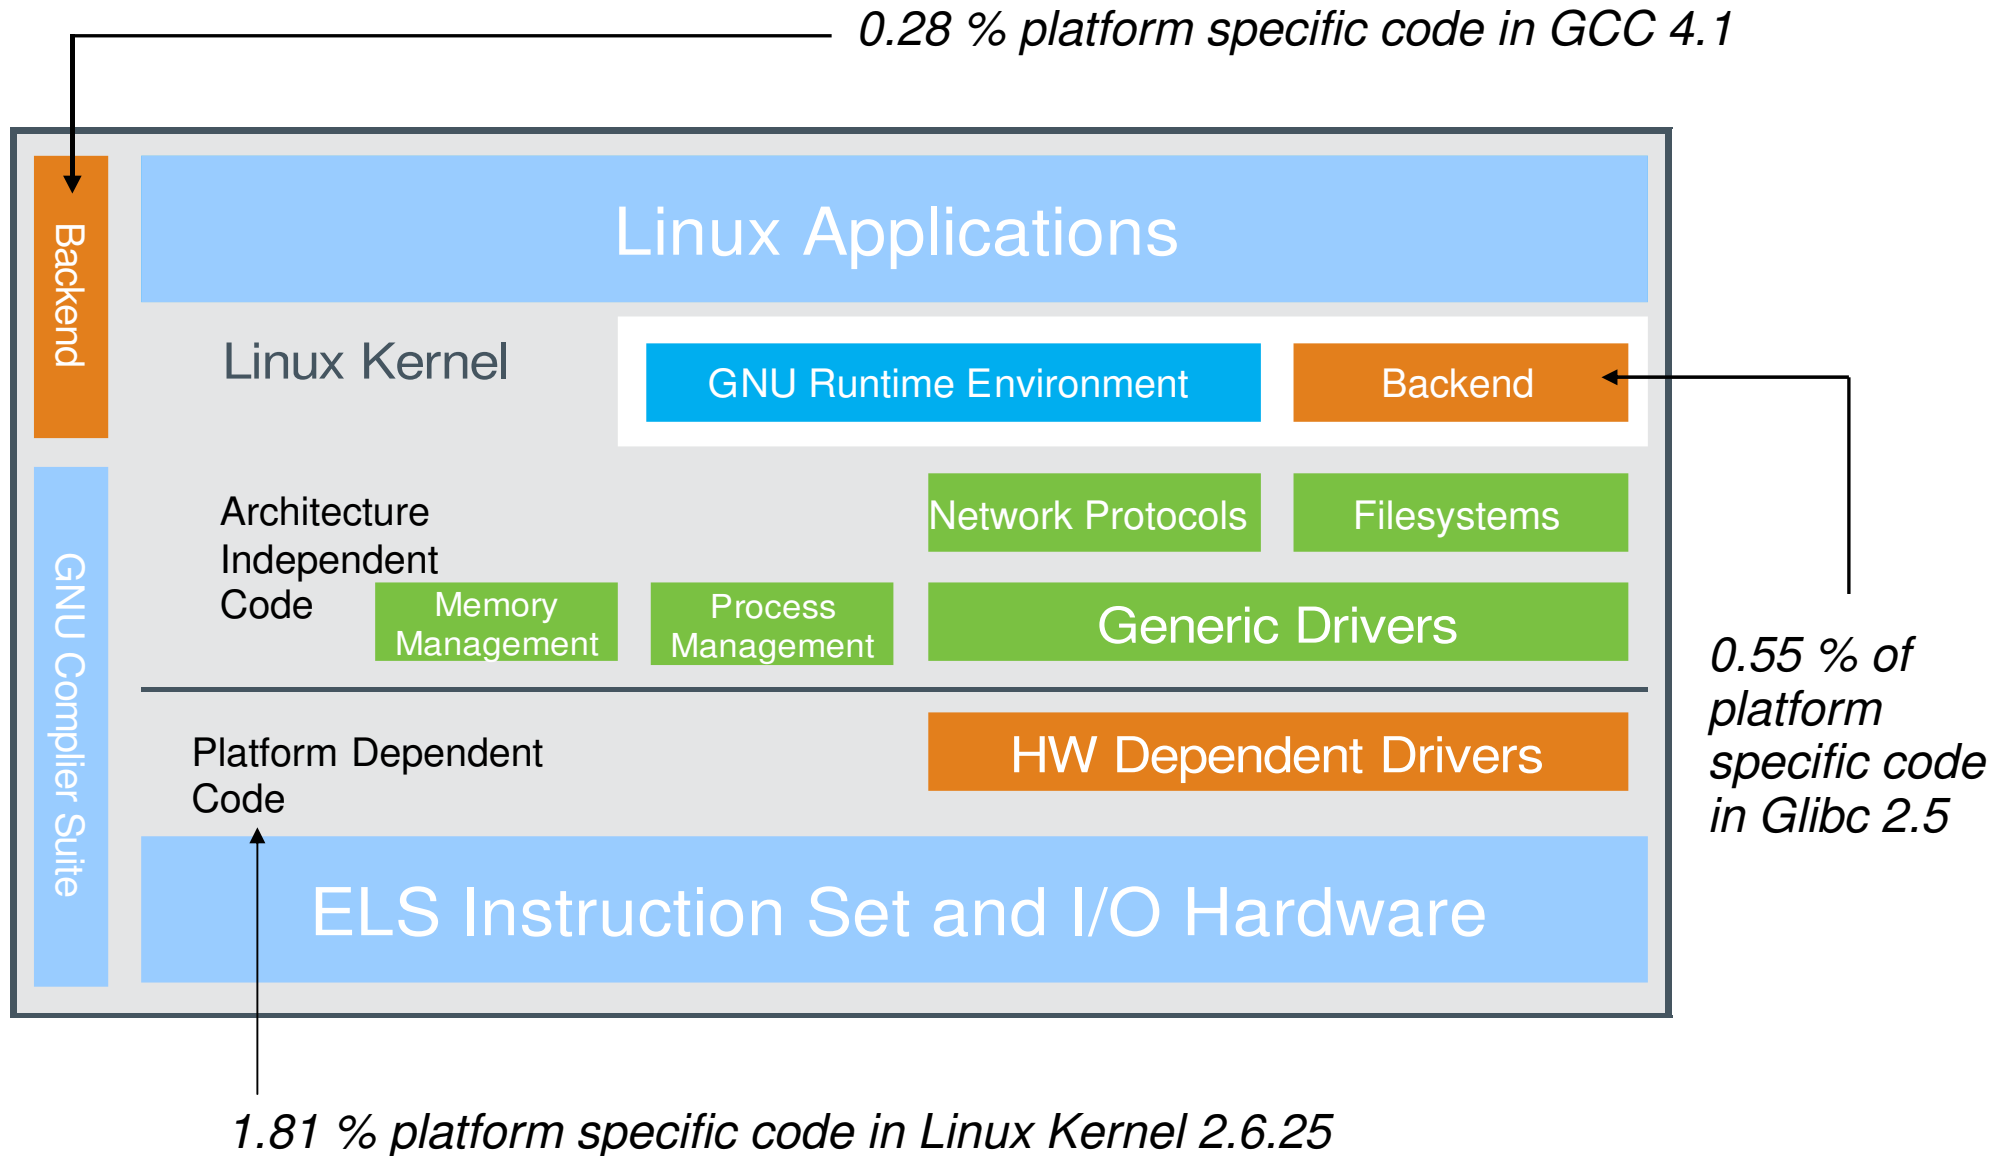 0.28 % platform specific code in GCC 4.1
Backend
Linux Applications
Linux Kernel
GNU Runtime Environment
Backend
Network Protocols
Filesystems
Architecture
Independent
Code
Memory
Management
Process
Management
Generic Drivers
GNU Complier Suite
0.55 % of
platform
specific code
in Glibc 2.5
Platform Dependent
Code
HW Dependent Drivers
ELS Instruction Set and I/O Hardware
1.81 % platform specific code in Linux Kernel 2.6.25